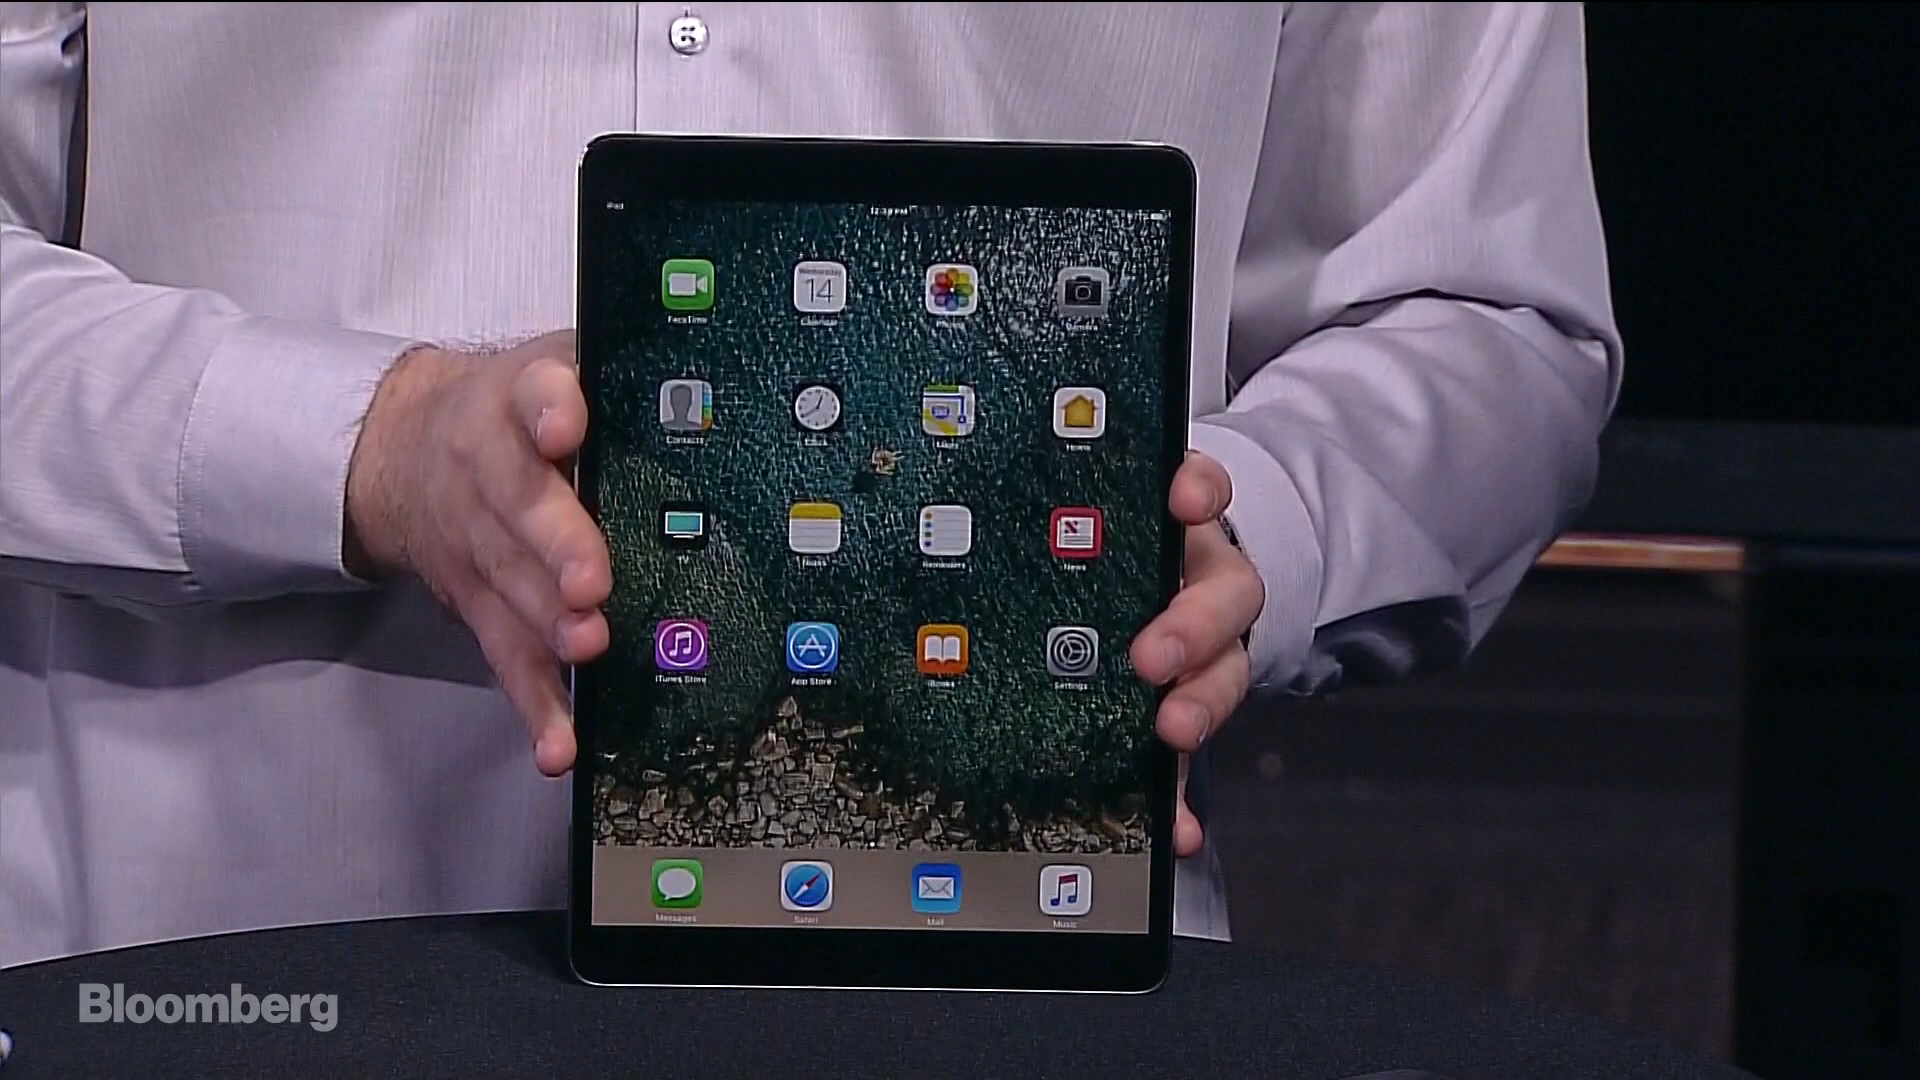 iPad
Wednesday
14
FaceTime
Calendar
Photos
Camera
Contacts
Clock
Maps
Home
TV
Notes
Reminders
News
iTunes Store
App Store
iBooks
Settings
Messages
Safari
Mail
Music
Bloomberg